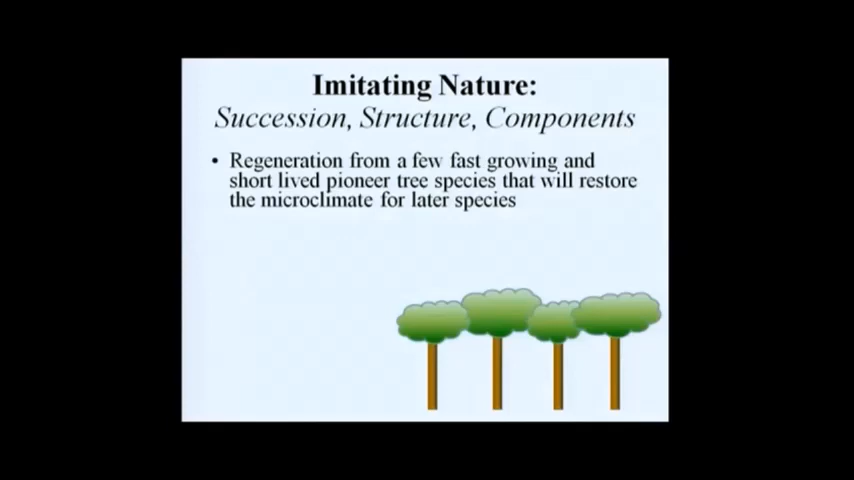 Imitating Nature:
Succession, Structure, Components
• Regeneration from a few fast growing and
short lived pioneer tree species that will restore
the microclimate for later species